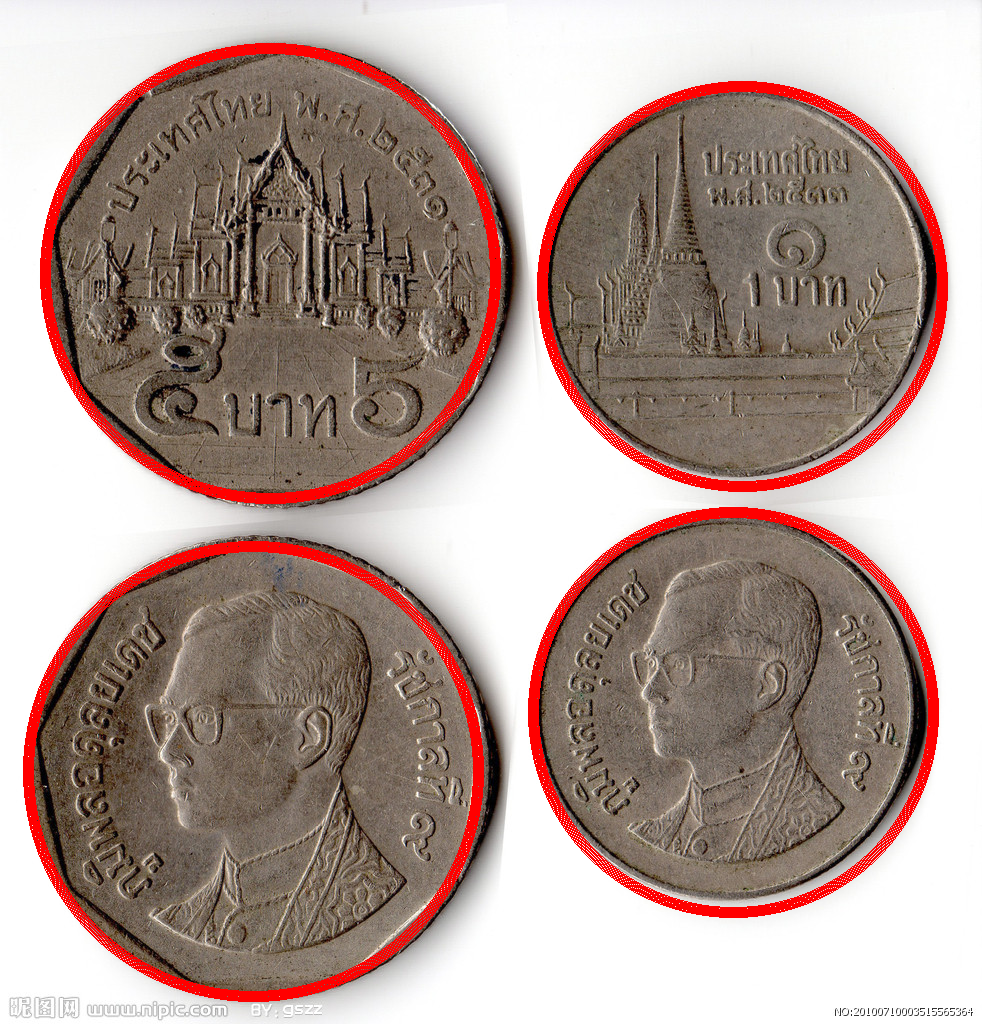 ประเทศไทย พ.ศ.๒๕๓๑
๕ บาท 5
ประเทศไทย
พ.ศ.๒๕๓๓
๑
1 บาท
ภูมิพลอดุลยเดช
รัชกาลที่ ๙
ภูมิพลอดุลยเดช
รัชกาลที่ ๙
昵图网 www.nipic.com BY:gszz
NO:20100710003515565364